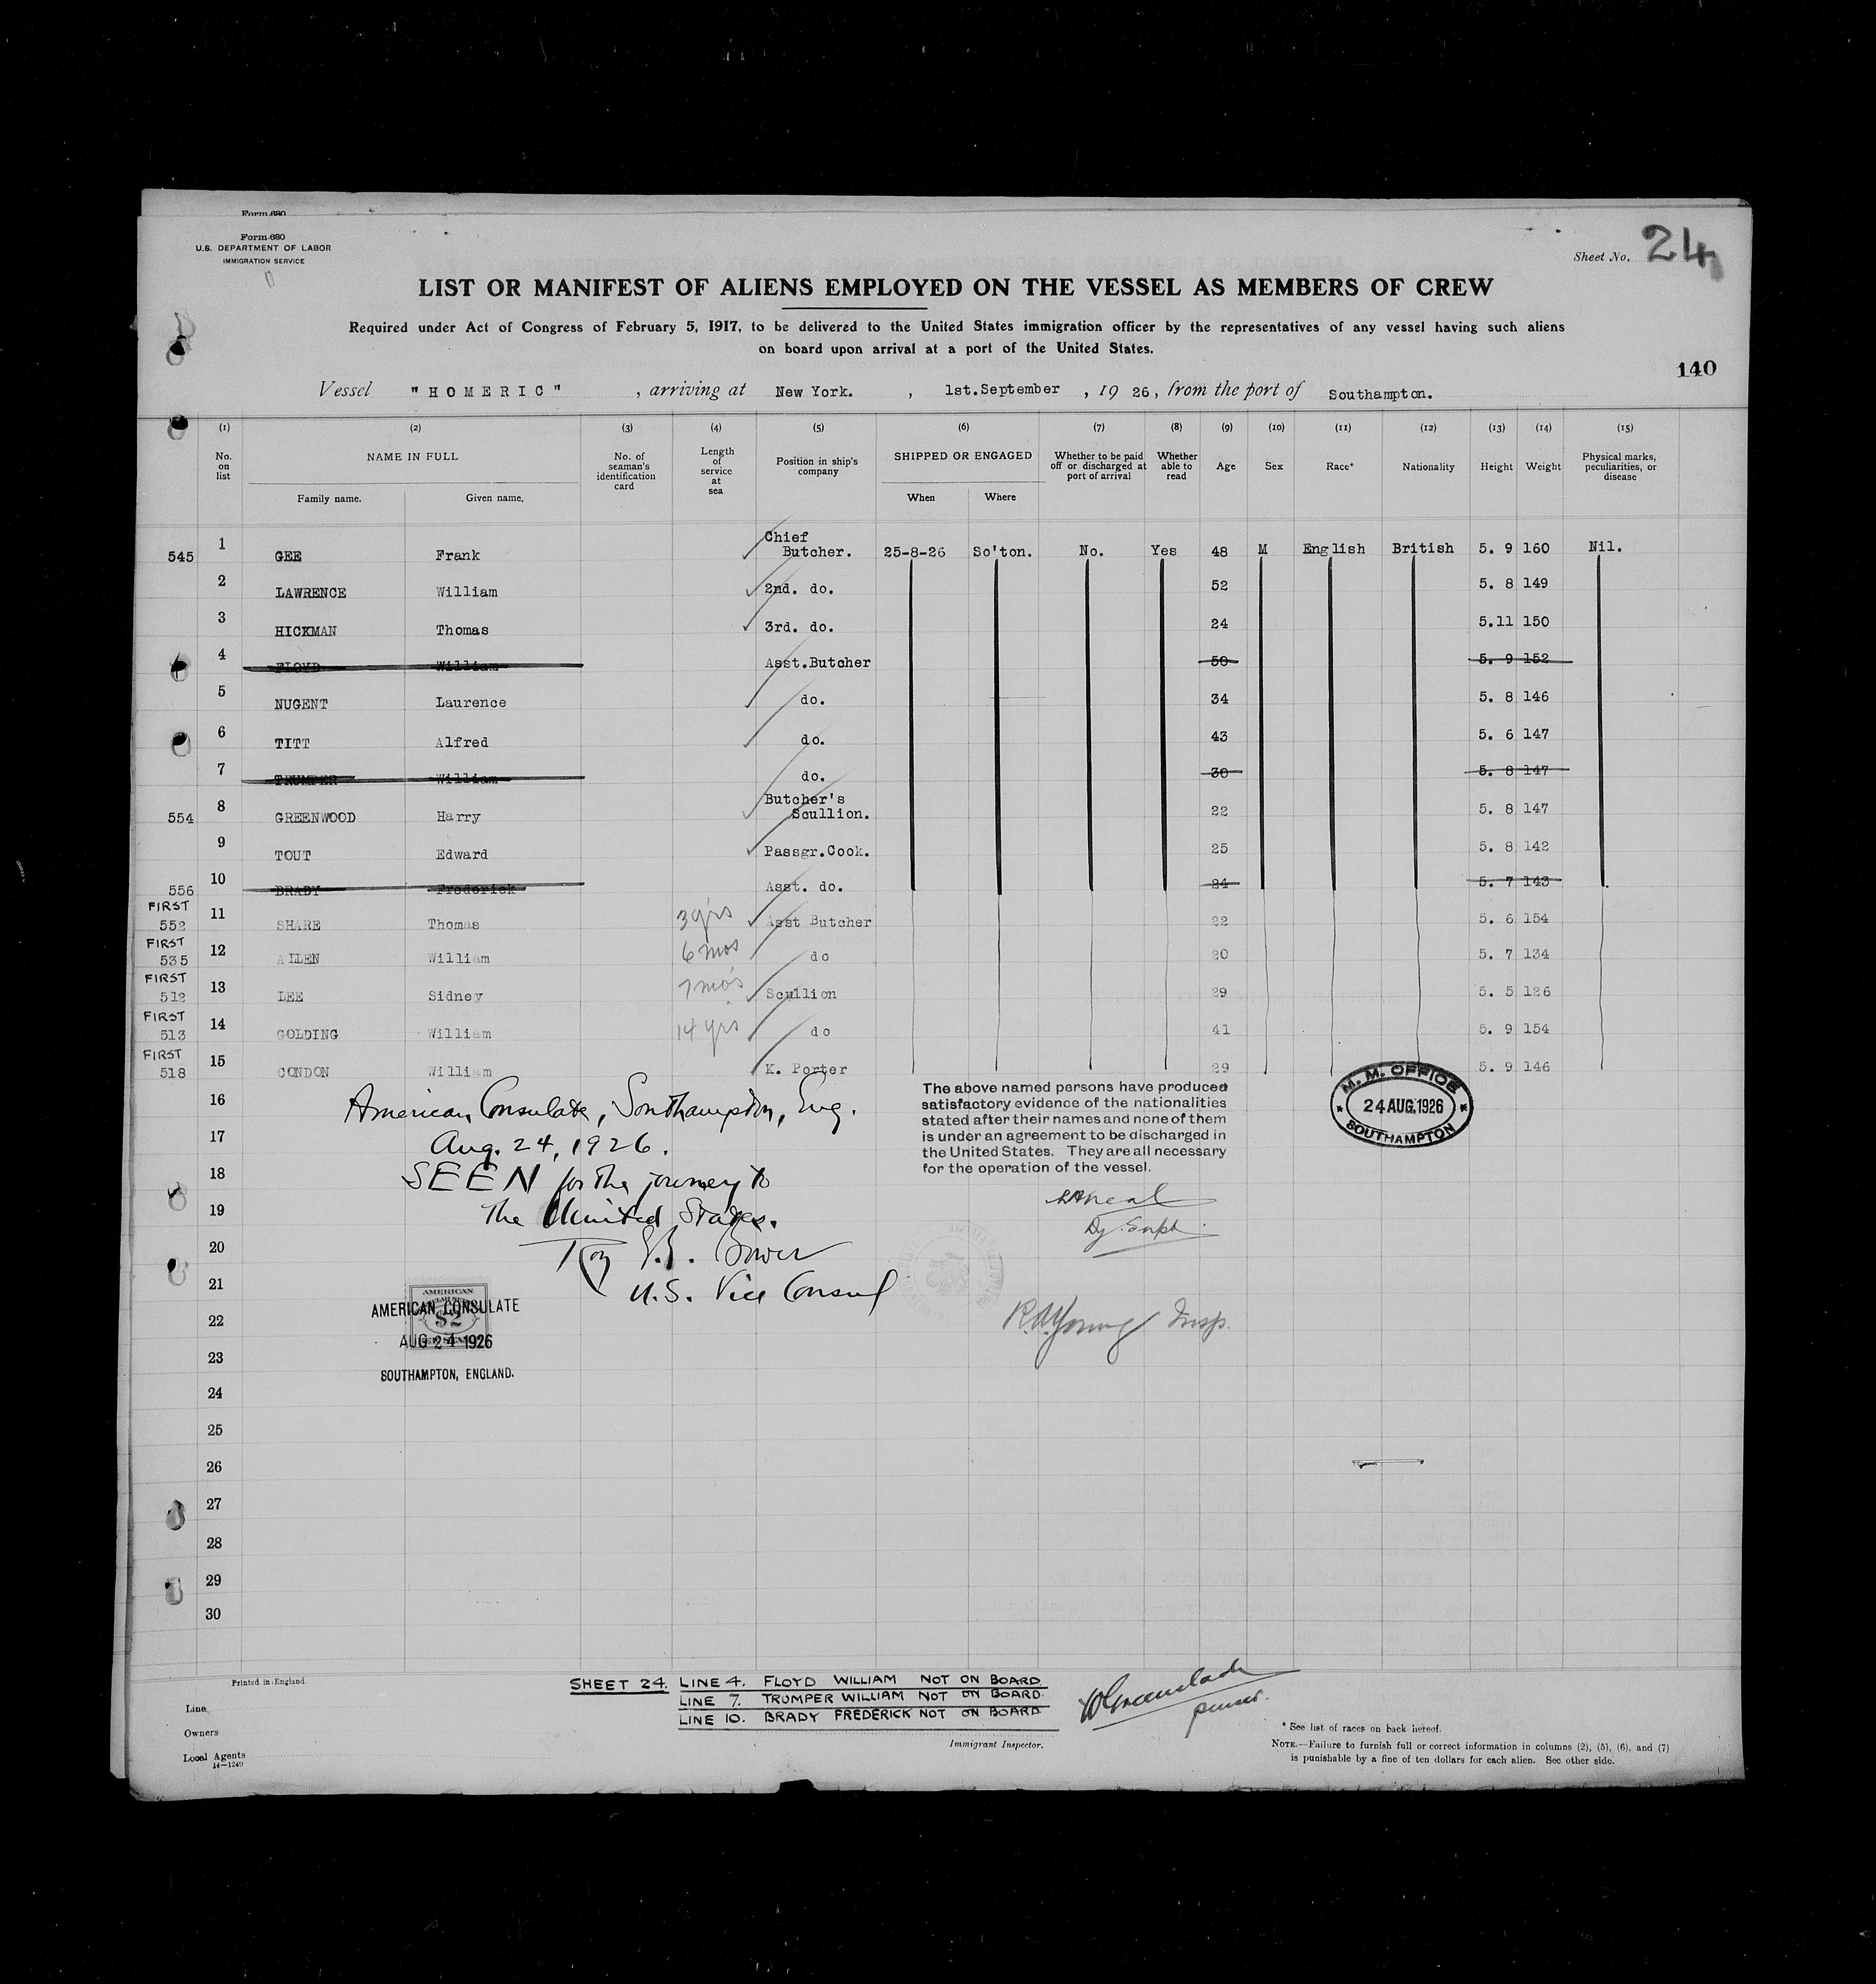 Form 680
Form 680
U.S. DEPARTMENT OF LABOR
IMMIGRATION SERVICE
Sheet No. 24
LIST OR MANIFEST OF ALIENS EMPLOYED ON THE VESSEL AS MEMBERS OF CREW
Required under Act of Congress of February 5, 1917, to be delivered to the United States immigration officer by the representatives of any vessel having such aliens
on board upon arrival at a port of the United States.
140
Vessel "HOMERIC" , arriving at New York. , 1st.September , 19 26, from the port of Southampton.
(1) (2) (3) (4) (5) (6) (7) (8) (9) (10) (11) (12) (13) (14) (15)
No. on list NAME IN FULL Family name. Given name. No. of seaman's identification card Length of service at sea Position in ship's company SHIPPED OR ENGAGED When Where Whether to be paid off or discharged at port of arrival Whether able to read Age Sex Race* Nationality Height Weight Physical marks, peculiarities, or disease
545 1 GEE Frank Chief Butcher. 25-8-26 So'ton. No. Yes 48 M English British 5. 9 160 Nil.
2 LAWRENCE William 2nd. do. 52 5. 8 149
3 HICKMAN Thomas 3rd. do. 24 5.11 150
4 FLOYD William Asst.Butcher 50 5. 9 152
5 NUGENT Laurence do. 34 5. 8 146
6 TITT Alfred do. 43 5. 6 147
7 TRUMPER William do. 30 5. 8 147
554 8 GREENWOOD Harry Butcher's Scullion. 22 5. 8 147
9 TOUT Edward Passgr.Cook. 25 5. 8 142
556 10 BRADY Frederick Asst. do. 24 5. 7 143
FIRST 552 11 SHARE Thomas 3 yrs Asst Butcher 22 5. 6 154
FIRST 535 12 AILEN William 6 mos do 20 5. 7 134
FIRST 512 13 LEE Sidney 7 mos Scullion 29 5. 5 126
FIRST 513 14 GOLDING William 14 yrs do 41 5. 9 154
FIRST 518 15 CONDON William K. Porter 29 5. 9 146
16
17
18
19
20
21
22
23
24
25
26
27
28
29
30
American Consulate, Southampton, Eng.
Aug. 24, 1926.
SEEN for the journey to
The United States.
Roy Bower
U.S. Vice Consul
AMERICAN
$2
AMERICAN CONSULATE
AUG 24 1926
SOUTHAMPTON, ENGLAND.
The above named persons have produced
satisfactory evidence of the nationalities
stated after their names and none of them
is under an agreement to be discharged in
the United States. They are all necessary
for the operation of the vessel.
Neal
Dy. Supt.
R.A. Young Insp.
M. M. OFFICE
24 AUG. 1926
SOUTHAMPTON
Printed in England.
SHEET 24. LINE 4. FLOYD WILLIAM NOT ON BOARD
LINE 7. TRUMPER WILLIAM NOT ON BOARD.
LINE 10. BRADY FREDERICK NOT ON BOARD
purser.
Line
Owners
Local Agents
14—1240
Immigrant Inspector.
* See list of races on back hereof.
NOTE.—Failure to furnish full or correct information in columns (2), (5), (6), and (7)
is punishable by a fine of ten dollars for each alien. See other side.